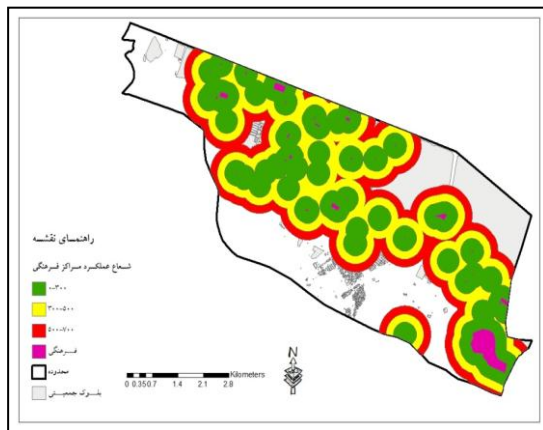 راهنمای نقشه
شعاع عملکرد مراکز فرهنگی
۰-۳۰۰
۳۰۰-۵۰۰
۵۰۰-۷۰۰
فرهنگی
محدوده
بلوک جمعیتی
N
Kilometers
0 0.35 0.7 1.4 2.1 2.8